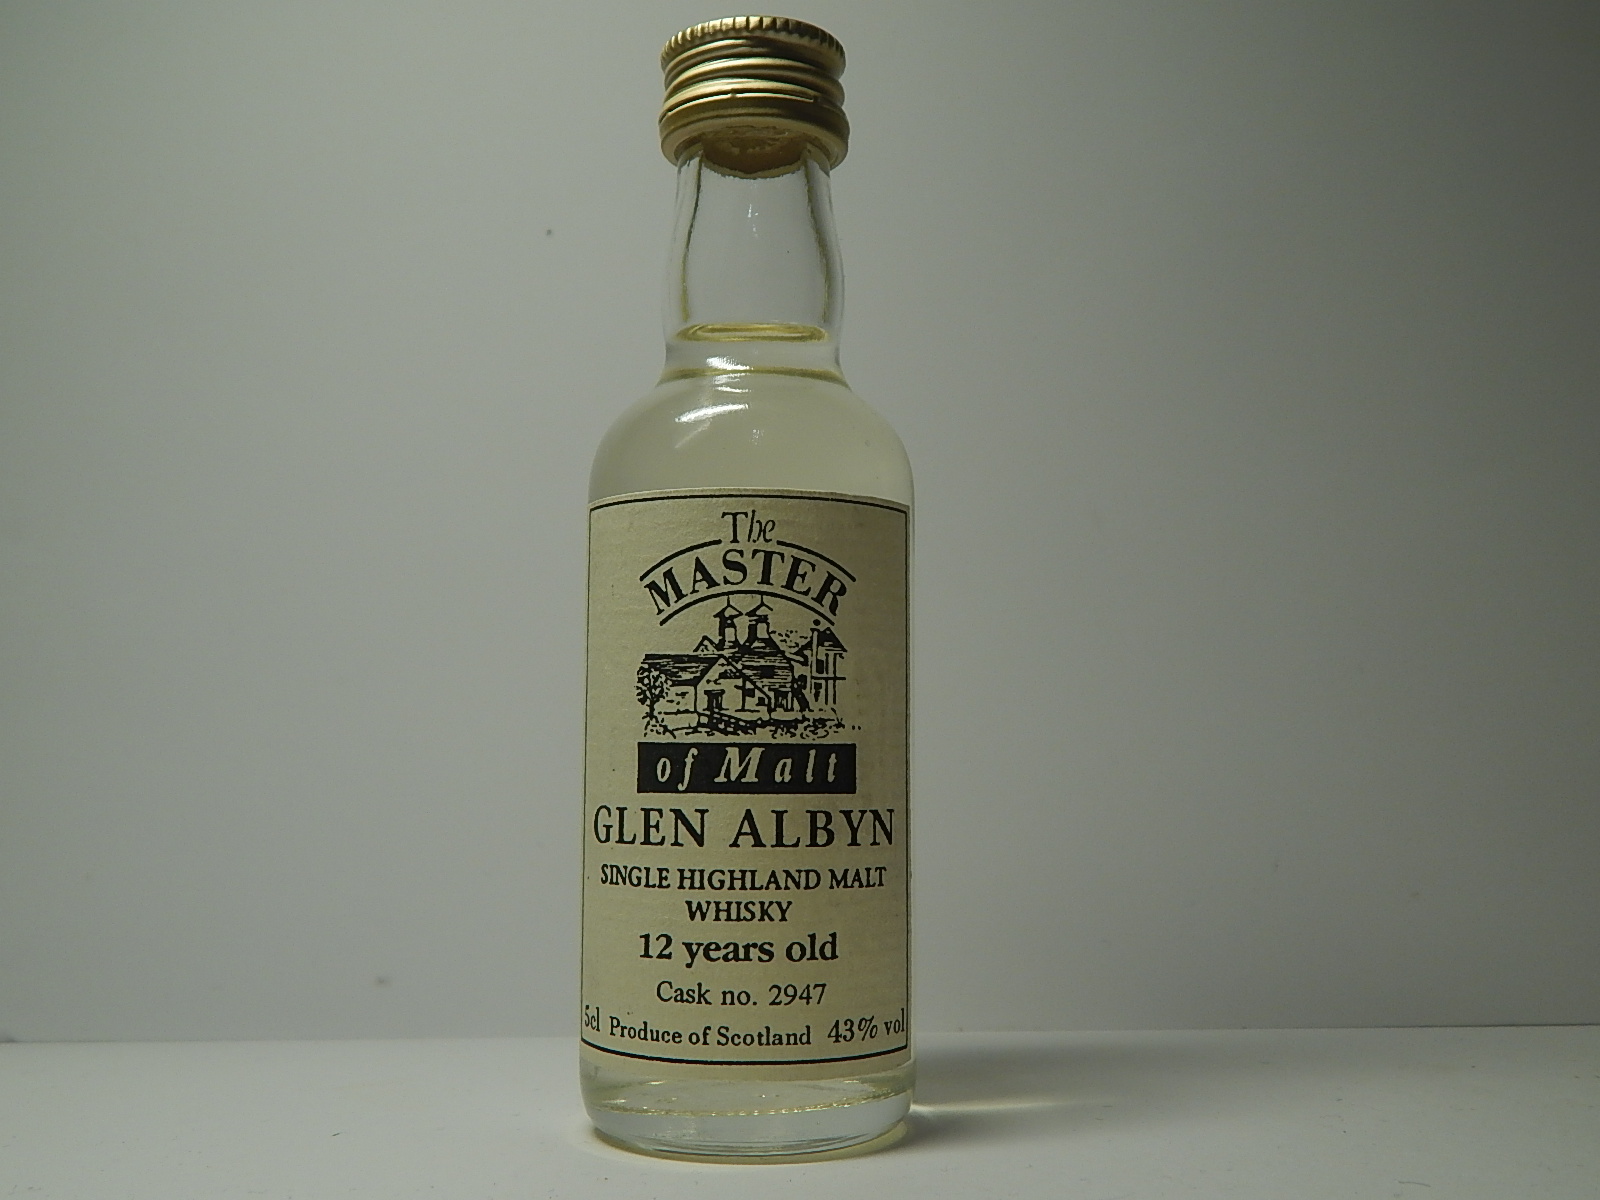 The
MASTER
of Malt
GLEN ALBYN
SINGLE HIGHLAND MALT
WHISKY
12 years old
Cask no. 2947
5cl Produce of Scotland 43% vol